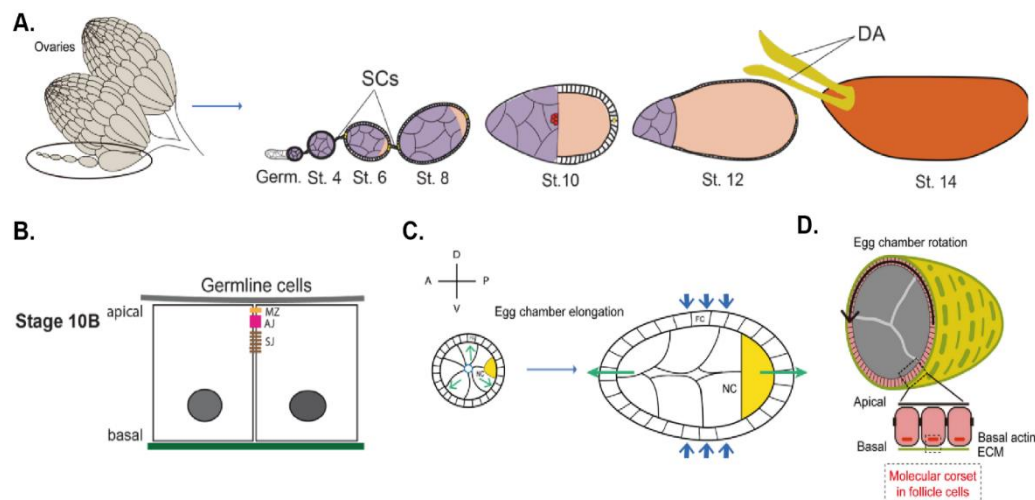 A.
Ovaries
SCs
DA
Germ.
St. 4
St. 6
St. 8
St.10
St. 12
St. 14
B.
Stage 10B
Germline cells
apical
MZ
AJ
SJ
basal
C.
D
A
P
V
Egg chamber elongation
NC
FC
NC
D.
Egg chamber rotation
Apical
Basal
Basal actin
ECM
Molecular corset
in follicle cells